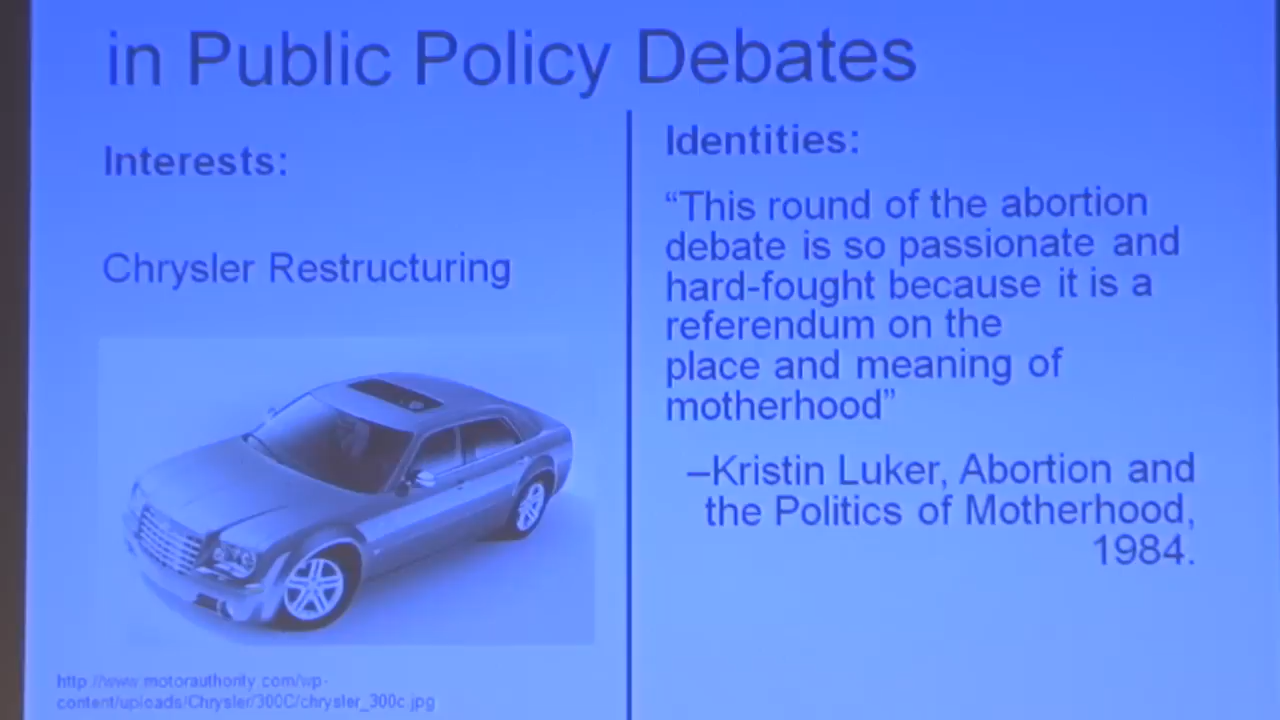 in Public Policy Debates
Interests:
Chrysler Restructuring
http://www.motorauthority.com/wp-
content/uploads/Chrysler/300C/chrysler_300c.jpg
Identities:
“This round of the abortion
debate is so passionate and
hard-fought because it is a
referendum on the
place and meaning of
motherhood”
–Kristin Luker, Abortion and
the Politics of Motherhood,
1984.